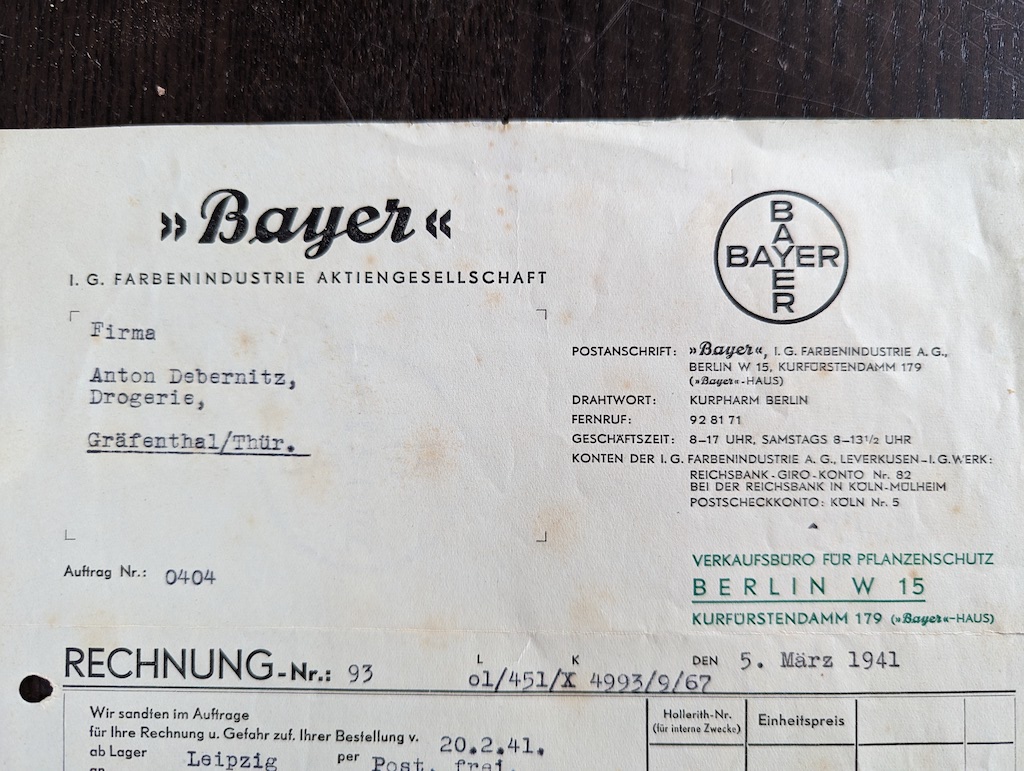 »Bayer«
I. G. FARBENINDUSTRIE AKTIENGESELLSCHAFT
BAYER
BAYER
Firma
Anton Debernitz,
Drogerie,
Gräfenthal/Thür.
POSTANSCHRIFT: »Bayer«, I. G. FARBENINDUSTRIE A. G.,
BERLIN W 15, KURFÜRSTENDAMM 179
(»Bayer«-HAUS)
DRAHTWORT: KURPHARM BERLIN
FERNRUF: 92 81 71
GESCHÄFTSZEIT: 8–17 UHR, SAMSTAGS 8–13½ UHR
KONTEN DER I. G. FARBENINDUSTRIE A. G., LEVERKUSEN-I. G. WERK:
REICHSBANK-GIRO-KONTO Nr. 82
BEI DER REICHSBANK IN KÖLN-MÜLHEIM
POSTSCHECKKONTO: KÖLN Nr. 5
VERKAUFSBÜRO FÜR PFLANZENSCHUTZ
BERLIN W 15
KURFÜRSTENDAMM 179 (»Bayer«-HAUS)
Auftrag Nr.: 0404
RECHNUNG-Nr.: 93
L K
ol/451/X 4993/9/67
DEN 5. März 1941
Wir sandten im Auftrage
für Ihre Rechnung u. Gefahr zuf. Ihrer Bestellung v. 20.2.41.
ab Lager Leipzig per Post. frei.
an
Hollerith-Nr.
(für interne Zwecke)
Einheitspreis